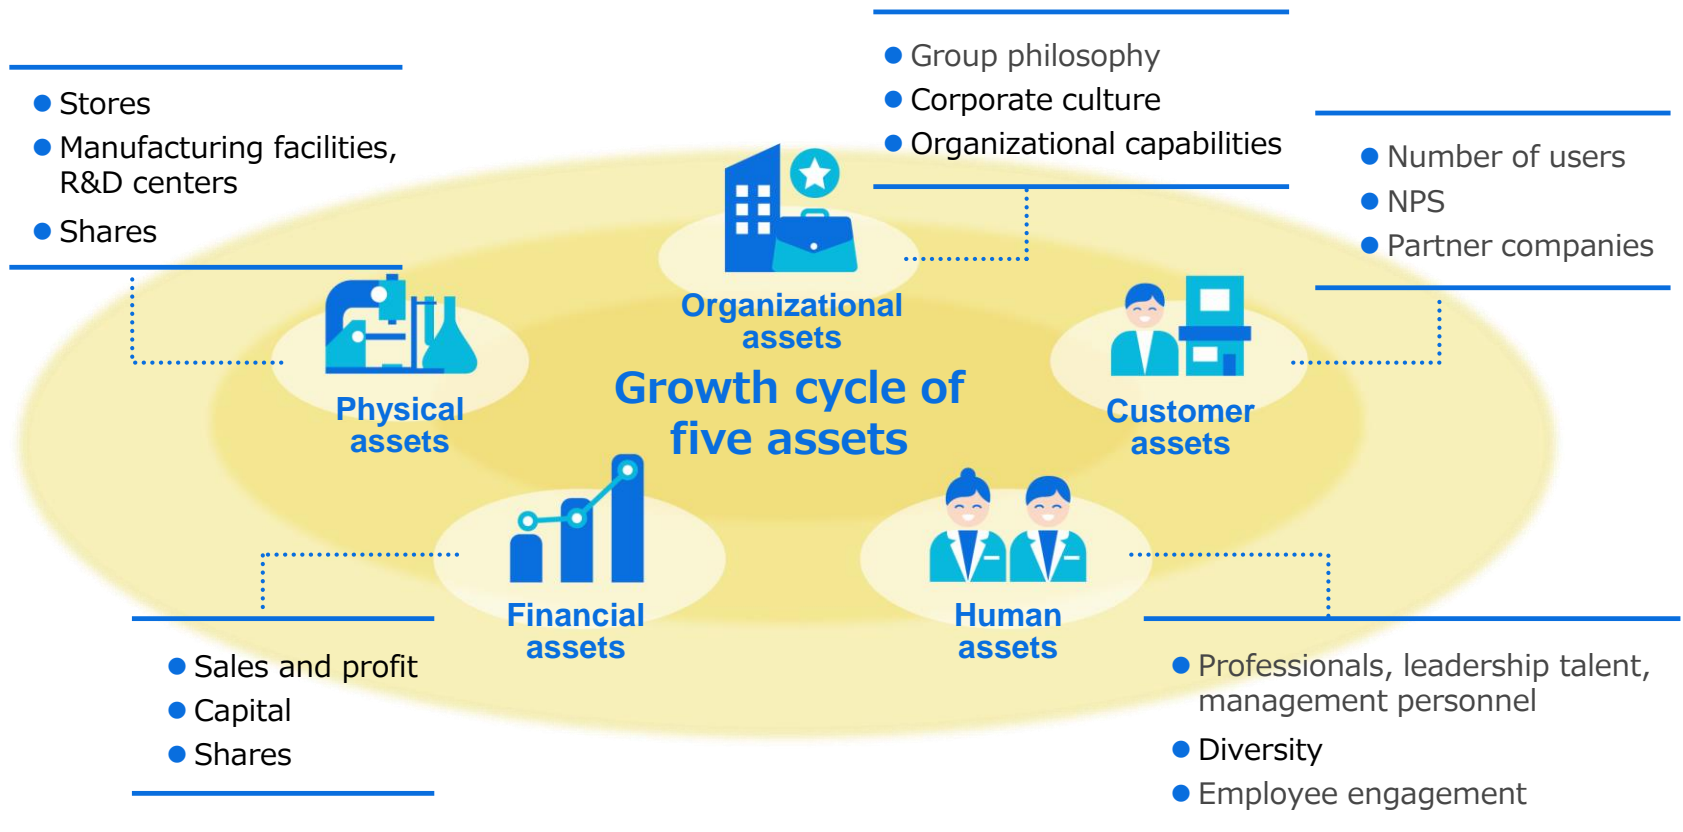 ● Group philosophy
● Corporate culture
● Organizational capabilities
● Stores
● Manufacturing facilities,
R&D centers
● Shares
● Number of users
● NPS
● Partner companies
Organizational
assets
Physical
assets
Growth cycle of
five assets
Customer
assets
Financial
assets
Human
assets
● Sales and profit
● Capital
● Shares
● Professionals, leadership talent,
management personnel
● Diversity
● Employee engagement